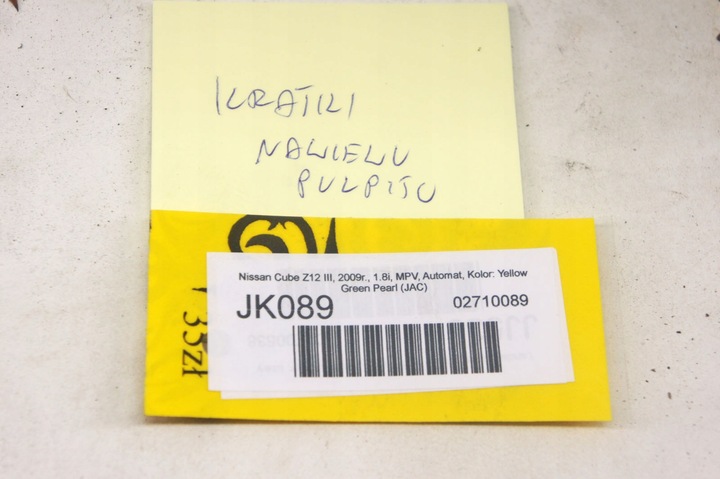 KRATKI
NAWIEWU
PULPITU
Nissan Cube Z12 III, 2009r., 1.8i, MPV, Automat, Kolor: Yellow
Green Pearl (JAC)
JK089
02710089
35zł